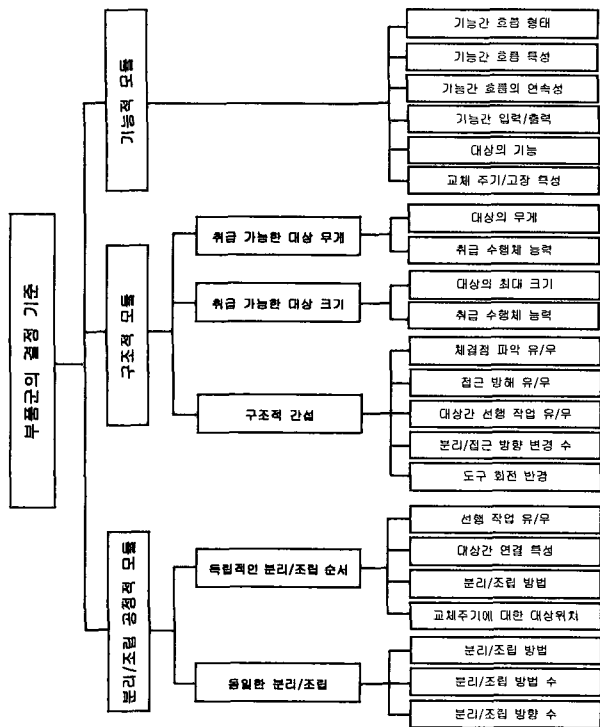 부품군의 결정 기준
기능적 모듈
기능간 흐름 형태
기능간 흐름 특성
기능간 흐름의 연속성
기능간 입력/출력
대상의 기능
교체 주기/고장 특성
구조적 모듈
취급 가능한 대상 무게
대상의 무게
취급 수행체 능력
취급 가능한 대상 크기
대상의 최대 크기
취급 수행체 능력
구조적 간섭
체결점 파악 유/무
접근 방해 유/무
대상간 선행 작업 유/무
분리/접근 방향 변경 수
도구 회전 반경
분리/조립 공정적 모듈
독립적인 분리/조립 순서
선행 작업 유/무
대상간 연결 특성
분리/조립 방법
교체주기에 대한 대상위치
동일한 분리/조립
분리/조립 방법
분리/조립 방법 수
분리/조립 방향 수